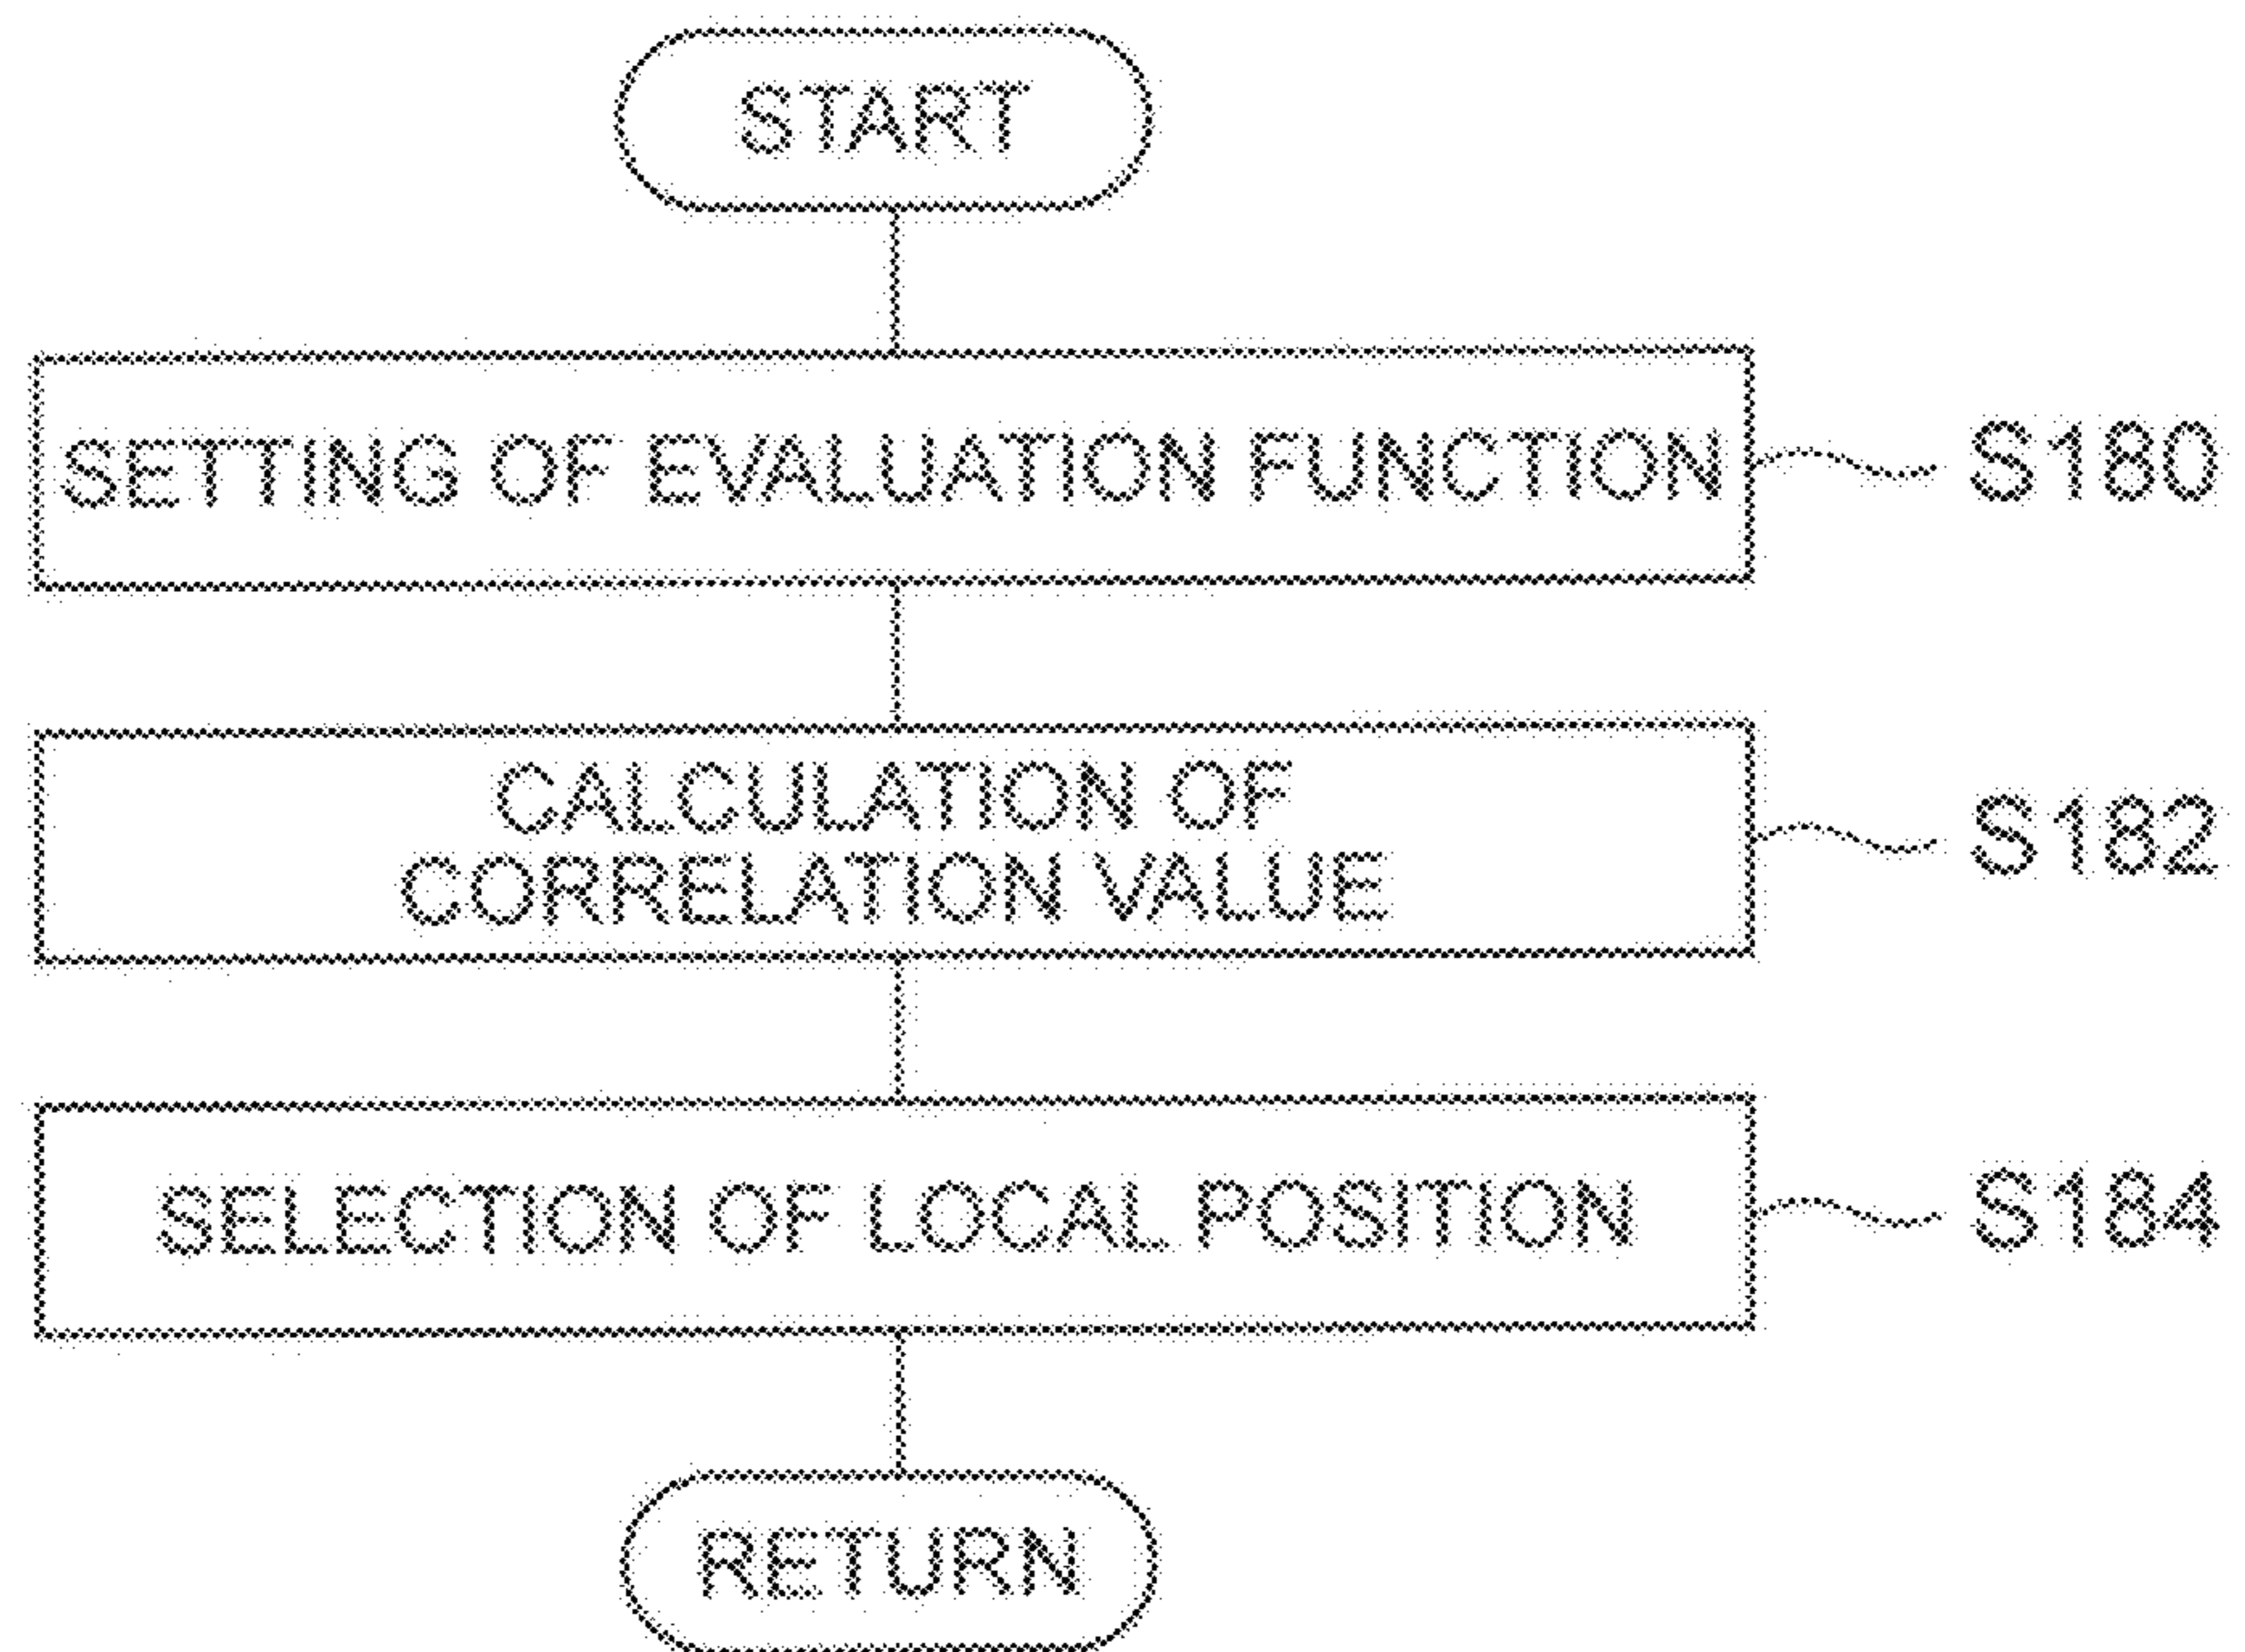 START
SETTING OF EVALUATION FUNCTION
S180
CALCULATION OF
CORRELATION VALUE
S182
SELECTION OF LOCAL POSITION
S184
RETURN